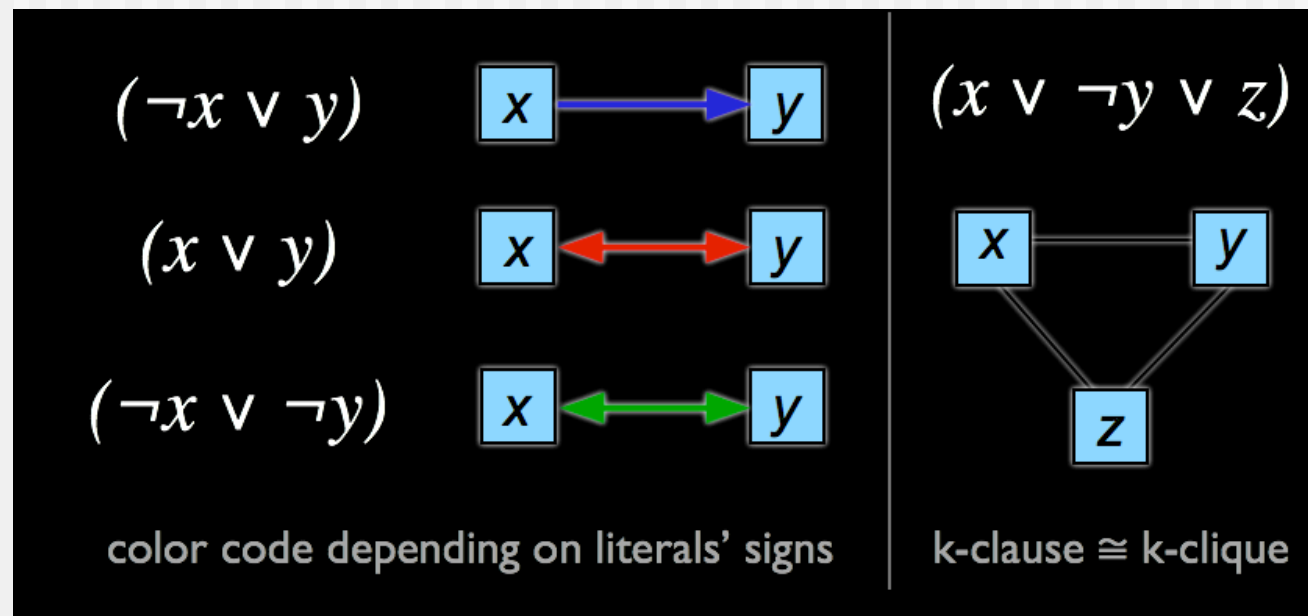 (¬x ∨ y)
x
y
(x ∨ y)
x
y
(¬x ∨ ¬y)
x
y
color code depending on literals’ signs
(x ∨ ¬y ∨ z)
x
y
z
k-clause ≅ k-clique